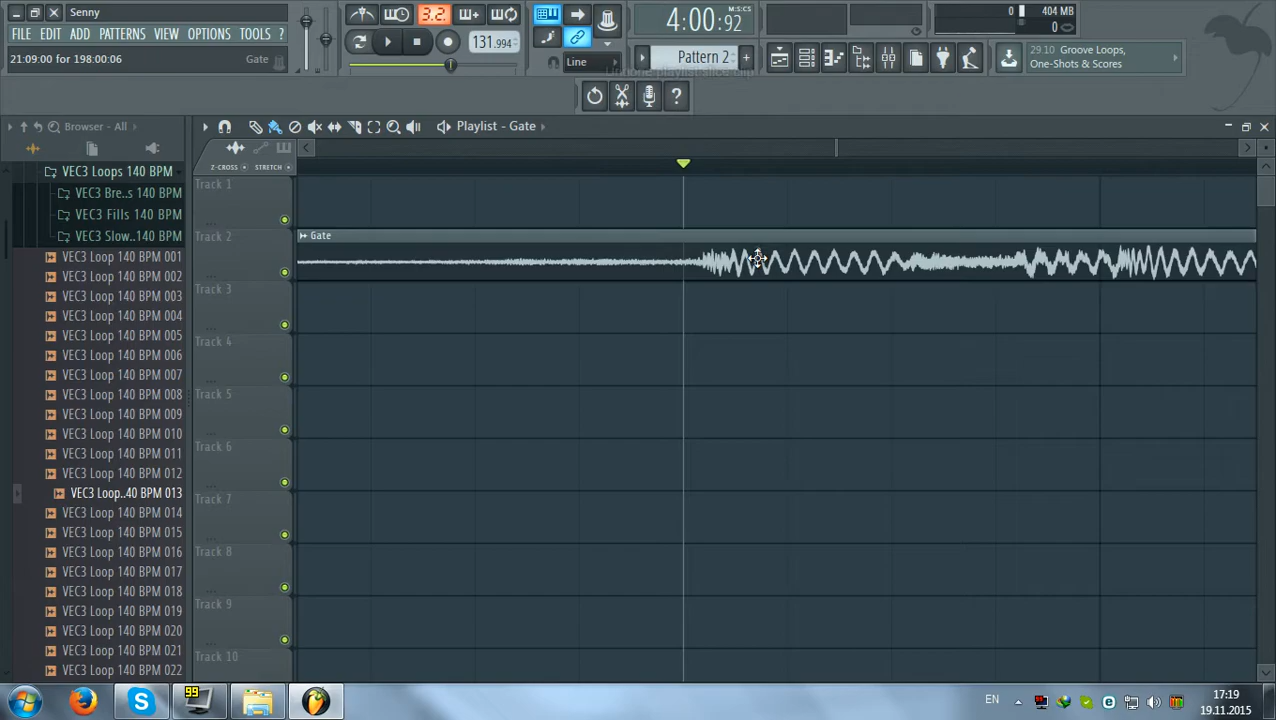 Senny
FILE EDIT ADD PATTERNS VIEW OPTIONS TOOLS ?
21:09:00 for 198:00:06 Gate
3.2.
131.994
4:00:92
Line
Pattern 2
0 404 MB
0
29.10 Groove Loops,
One-Shots & Scores
?
Browser - All
Playlist - Gate
Z-CROSS STRETCH
VEC3 Loops 140 BPM
VEC3 Bre..s 140 BPM
VEC3 Fills 140 BPM
VEC3 Slow..140 BPM
VEC3 Loop 140 BPM 001
VEC3 Loop 140 BPM 002
VEC3 Loop 140 BPM 003
VEC3 Loop 140 BPM 004
VEC3 Loop 140 BPM 005
VEC3 Loop 140 BPM 006
VEC3 Loop 140 BPM 007
VEC3 Loop 140 BPM 008
VEC3 Loop 140 BPM 009
VEC3 Loop 140 BPM 010
VEC3 Loop 140 BPM 011
VEC3 Loop 140 BPM 012
VEC3 Loop..40 BPM 013
VEC3 Loop 140 BPM 014
VEC3 Loop 140 BPM 015
VEC3 Loop 140 BPM 016
VEC3 Loop 140 BPM 017
VEC3 Loop 140 BPM 018
VEC3 Loop 140 BPM 019
VEC3 Loop 140 BPM 020
VEC3 Loop 140 BPM 021
VEC3 Loop 140 BPM 022
Track 1
Track 2
Gate
Track 3
Track 4
Track 5
Track 6
Track 7
Track 8
Track 9
Track 10
99
EN
17:19
19.11.2015